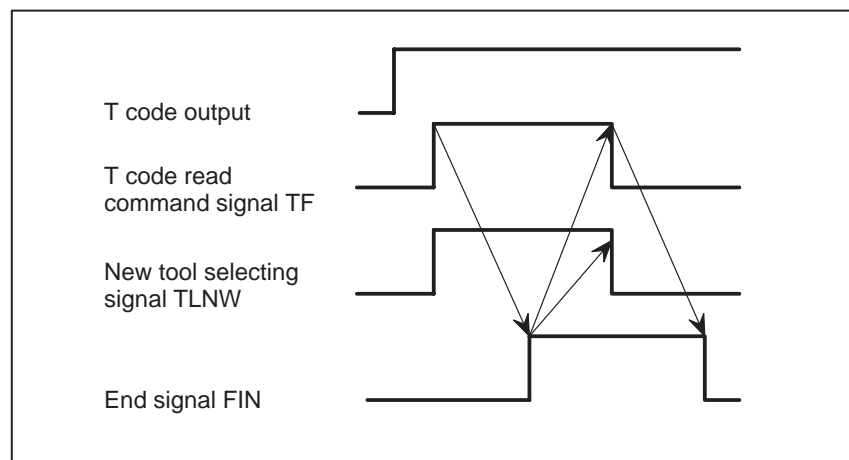 T code output
T code read
command signal TF
New tool selecting
signal TLNW
End signal FIN